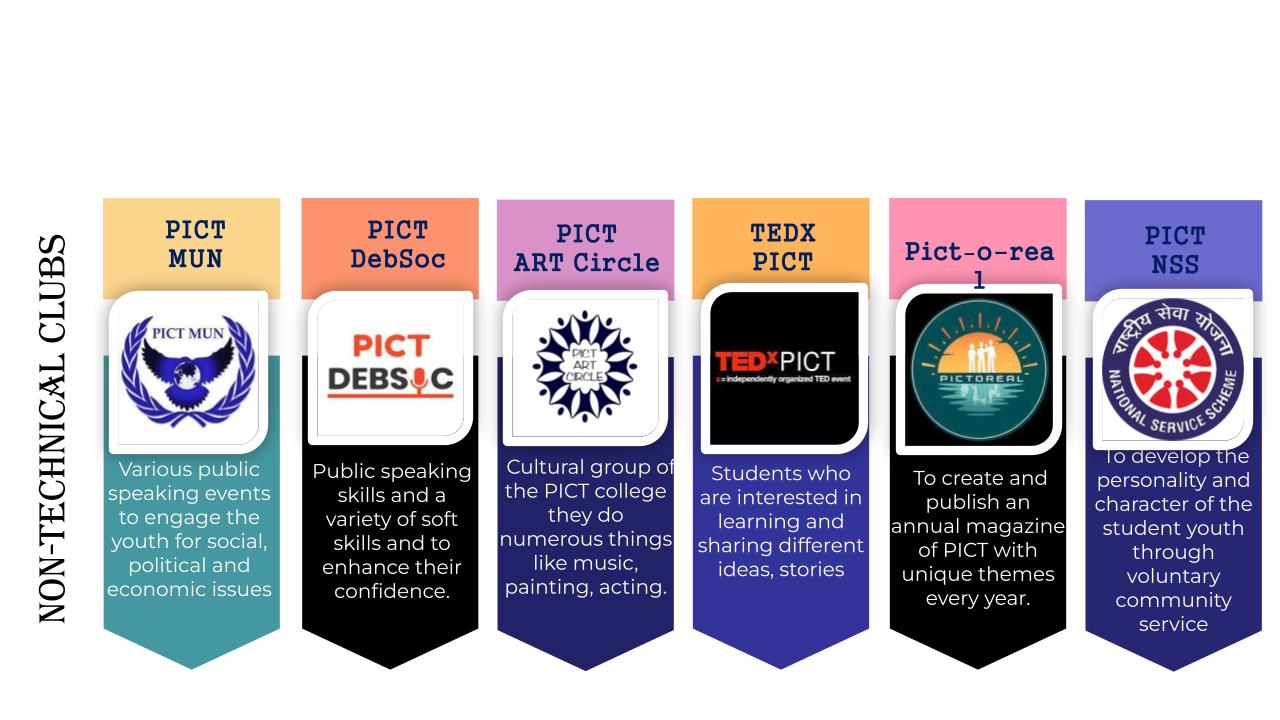 NON-TECHNICAL CLUBS
PICT
MUN
PICT MUN
Various public
speaking events
to engage the
youth for social,
political and
economic issues
PICT
DebSoc
PICT
DEBSOC
Public speaking
skills and a
variety of soft
skills and to
enhance their
confidence.
PICT
ART Circle
PICT
ART
CIRCLE
Cultural group of
the PICT college
they do
numerous things
like music,
painting, acting.
TEDX
PICT
TEDxPICT
x = independently organized TED event
Students who
are interested in
learning and
sharing different
ideas, stories
Pict-o-rea
l
PICTOREAL
To create and
publish an
annual magazine
of PICT with
unique themes
every year.
PICT
NSS
राष्ट्रीय सेवा योजना
NATIONAL SERVICE SCHEME
To develop the
personality and
character of the
student youth
through
voluntary
community
service